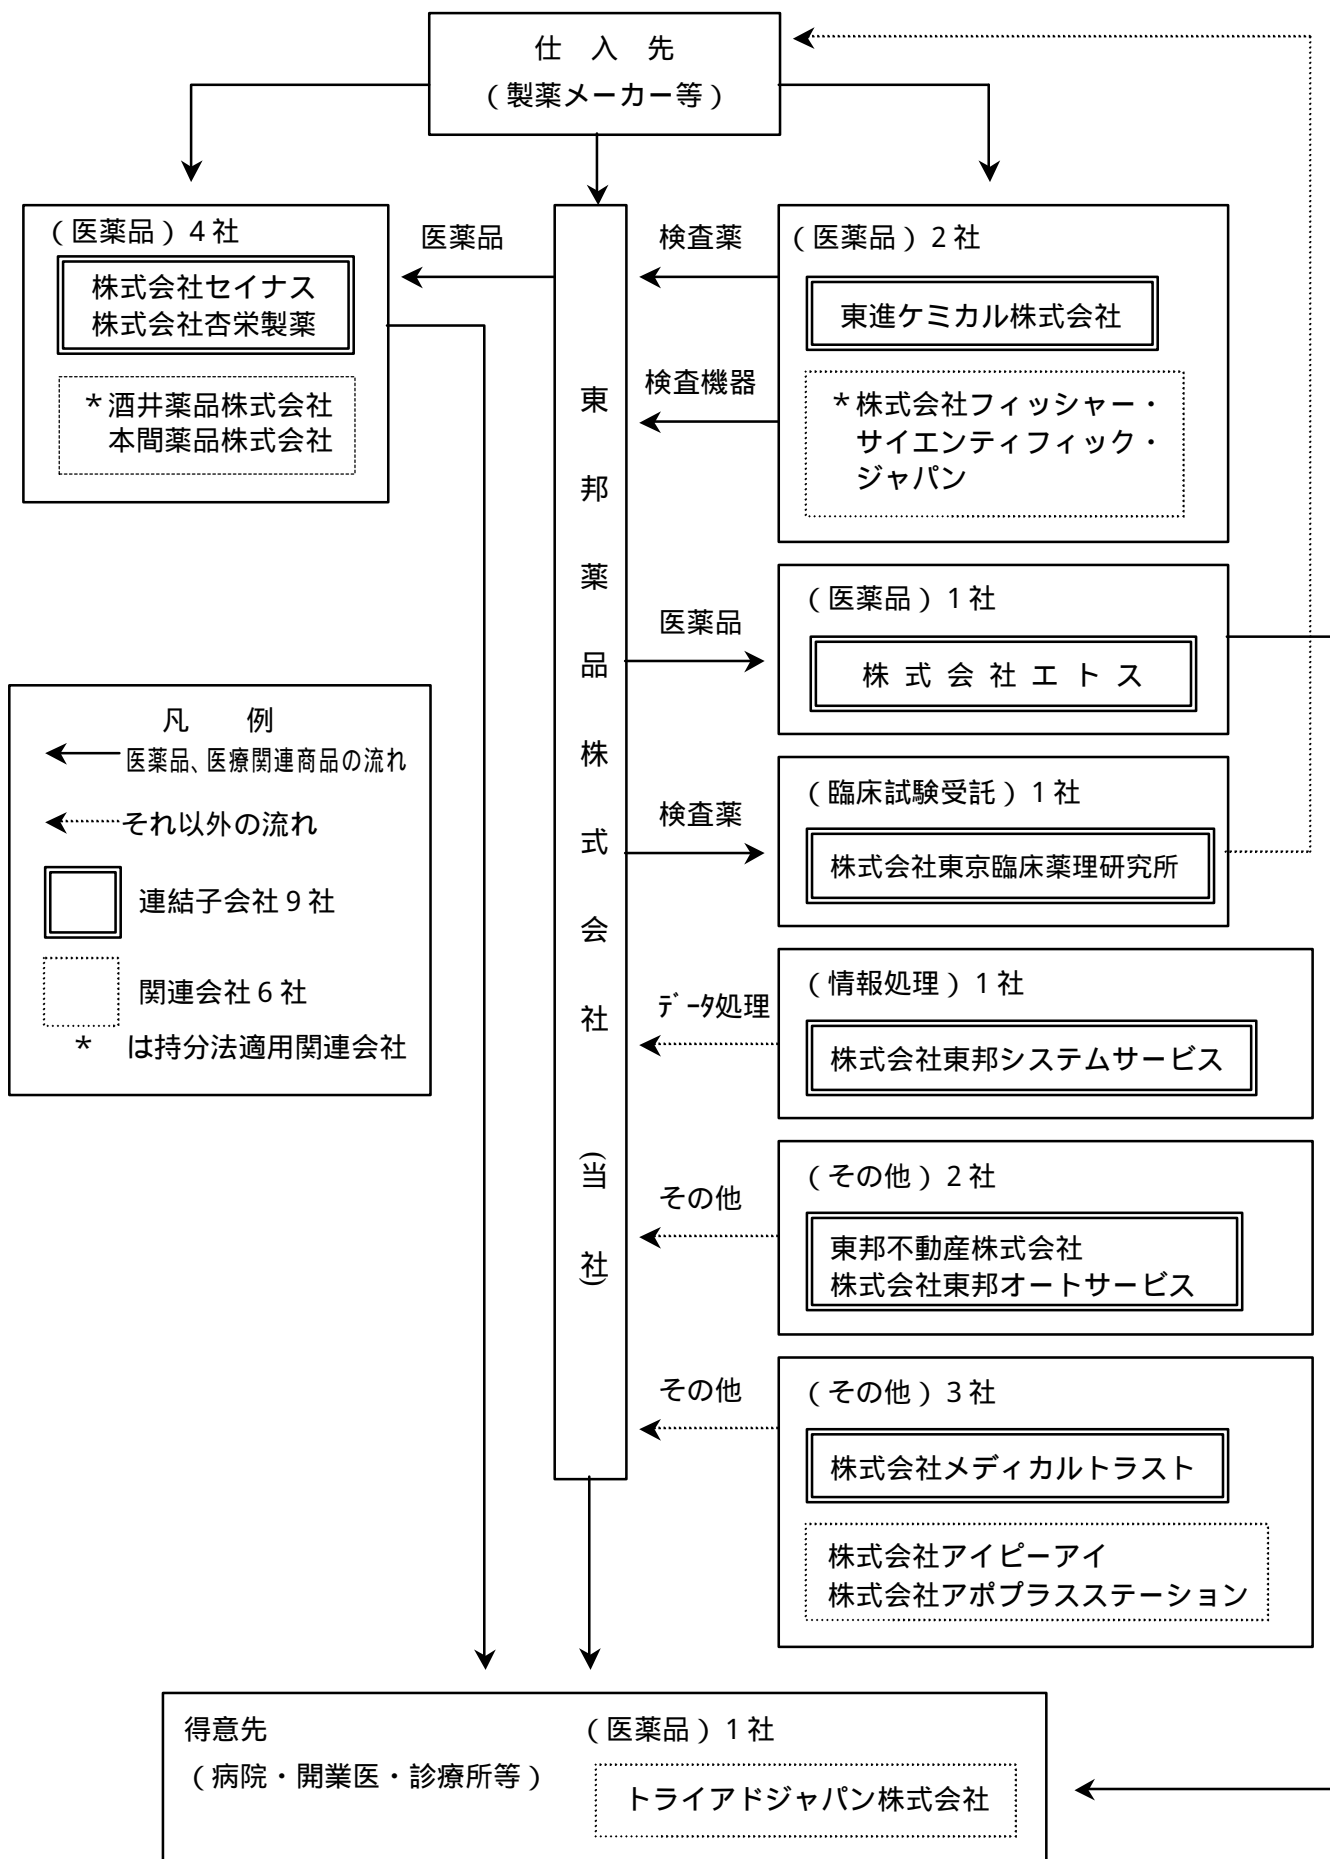 仕 入 先
（製薬メーカー等）
（医薬品）4社
株式会社セイナス
株式会社杏栄製薬
*酒井薬品株式会社
本間薬品株式会社
医薬品
検査薬
検査機器
（医薬品）2社
東進ケミカル株式会社
*株式会社フィッシャー・
サイエンティフィック・
ジャパン
東邦薬品株式会社 (当社)
医薬品
（医薬品）1社
株式会社エトス
凡 例
医薬品、医療関連商品の流れ
それ以外の流れ
連結子会社9社
関連会社6社
* は持分法適用関連会社
検査薬
（臨床試験受託）1社
株式会社東京臨床薬理研究所
データ処理
（情報処理）1社
株式会社東邦システムサービス
その他
（その他）2社
東邦不動産株式会社
株式会社東邦オートサービス
その他
（その他）3社
株式会社メディカルトラスト
株式会社アイピーアイ
株式会社アポプラスステーション
得意先
（病院・開業医・診療所等）
（医薬品）1社
トライアドジャパン株式会社